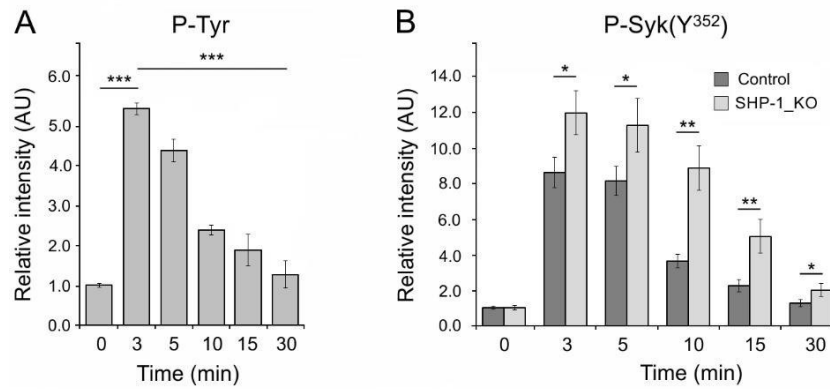 A
P-Tyr
Relative intensity (AU)
6.0
5.0
4.0
3.0
2.0
1.0
0.0
***
***
0 3 5 10 15 30
Time (min)
B
P-Syk(Y³⁵²)
Relative intensity (AU)
14.0
12.0
10.0
8.0
6.0
4.0
2.0
0.0
*
*
**
**
*
Control
SHP-1_KO
0 3 5 10 15 30
Time (min)